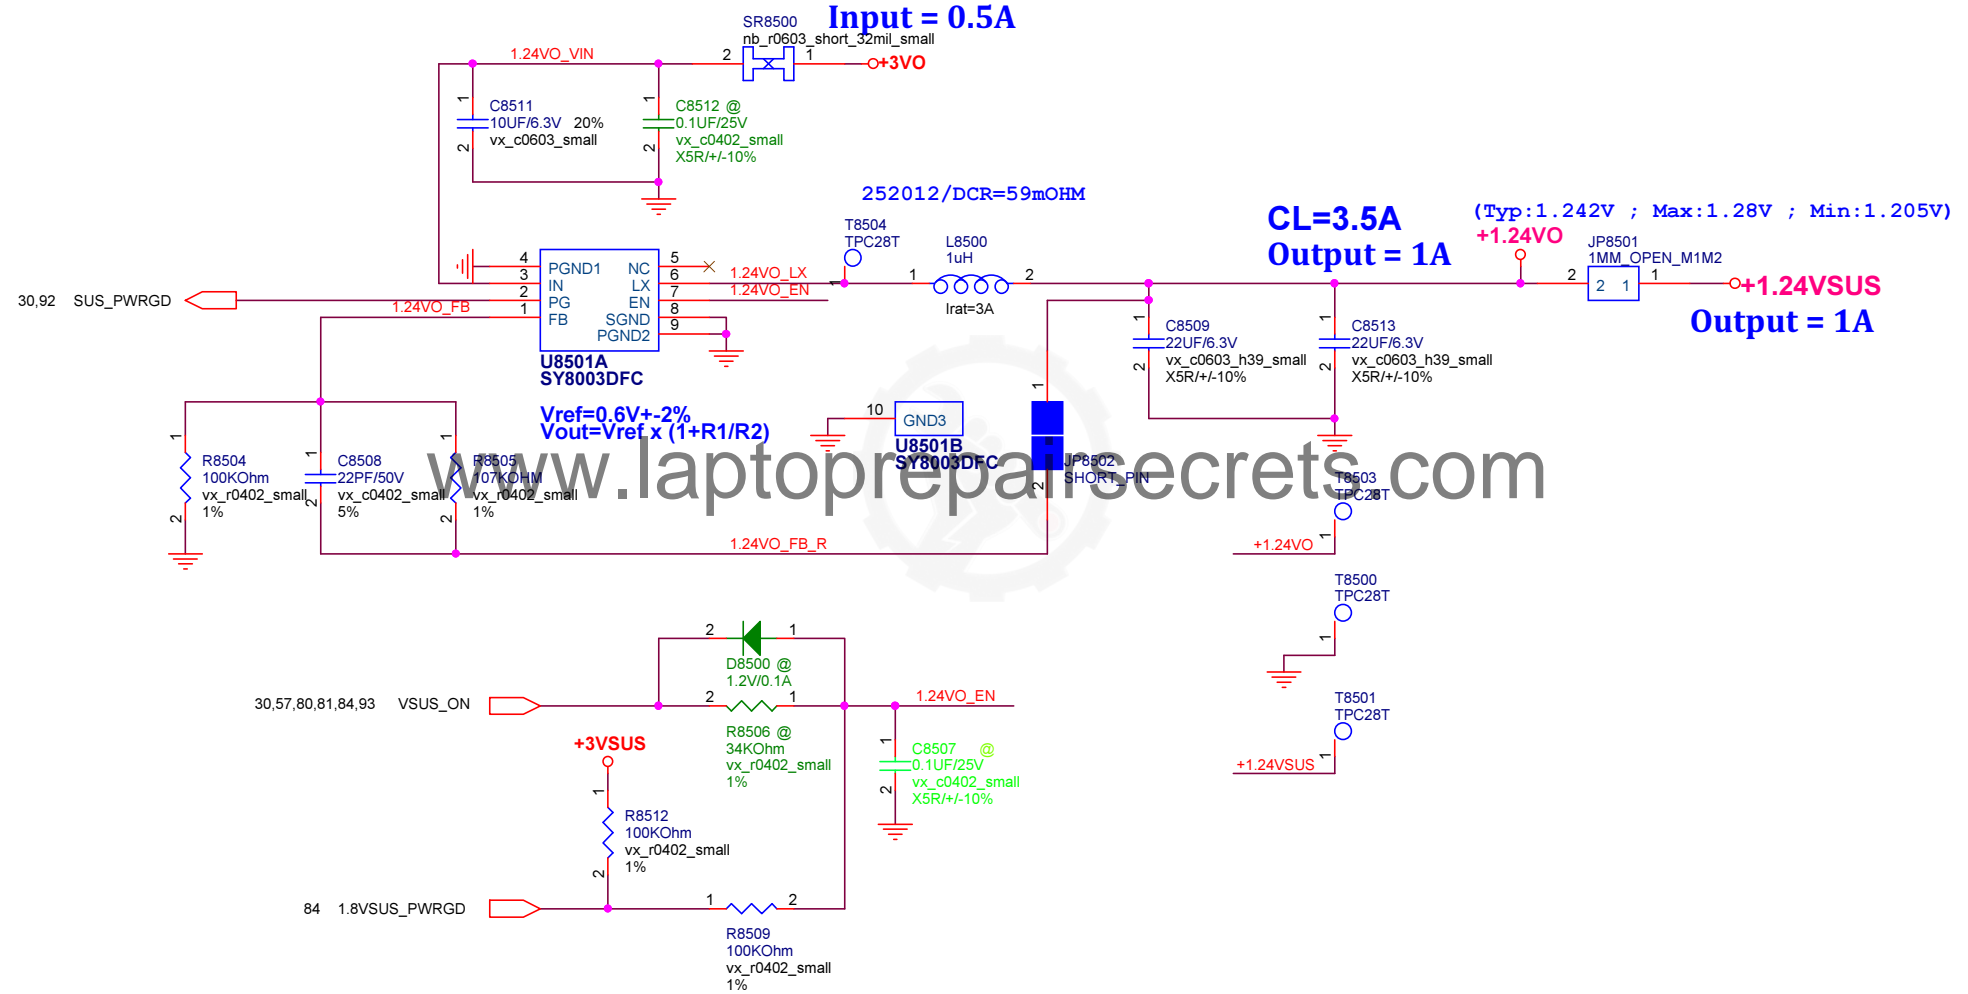 Input = 0.5A
SR8500
nb_r0603_short_32mil_small
1.24VO_VIN
2
1
+3VO
1
C8511
10UF/6.3V 20%
vx_c0603_small
2
1
C8512 @
0.1UF/25V
vx_c0402_small
X5R/+/-10%
2
252012/DCR=59mOHM
CL=3.5A
Output = 1A
(Typ:1.242V ; Max:1.28V ; Min:1.205V)
+1.24VO
T8504
TPC28T
1
L8500
1uH
1
2
Irat=3A
JP8501
1MM_OPEN_M1M2
2
2 1
1
+1.24VSUS
Output = 1A
4
3
2
1
PGND1
IN
PG
FB
NC
LX
EN
SGND
PGND2
5
6
7
8
9
1.24VO_LX
1.24VO_EN
30,92 SUS_PWRGD
1.24VO_FB
U8501A
SY8003DFC
Vref=0.6V+-2%
Vout=Vref x (1+R1/R2)
10
GND3
U8501B
SY8003DFC
1
C8509
22UF/6.3V
vx_c0603_h39_small
X5R/+/-10%
2
1
C8513
22UF/6.3V
vx_c0603_h39_small
X5R/+/-10%
2
1
JP8502
SHORT_PIN
2
www.laptoprepairsecrets.com
1
R8504
100KOhm
vx_r0402_small
1%
2
1
C8508
22PF/50V
vx_c0402_small
5%
2
1
R8505
107KOHM
vx_r0402_small
1%
2
1.24VO_FB_R
T8503
TPC28T
1
+1.24VO
T8500
TPC28T
1
T8501
TPC28T
1
+1.24VSUS
2
1
D8500 @
1.2V/0.1A
30,57,80,81,84,93 VSUS_ON
2
1
R8506 @
34KOhm
vx_r0402_small
1%
1.24VO_EN
1
C8507 @
0.1UF/25V
vx_c0402_small
X5R/+/-10%
2
+3VSUS
1
R8512
100KOhm
vx_r0402_small
1%
2
84 1.8VSUS_PWRGD
1
2
R8509
100KOhm
vx_r0402_small
1%